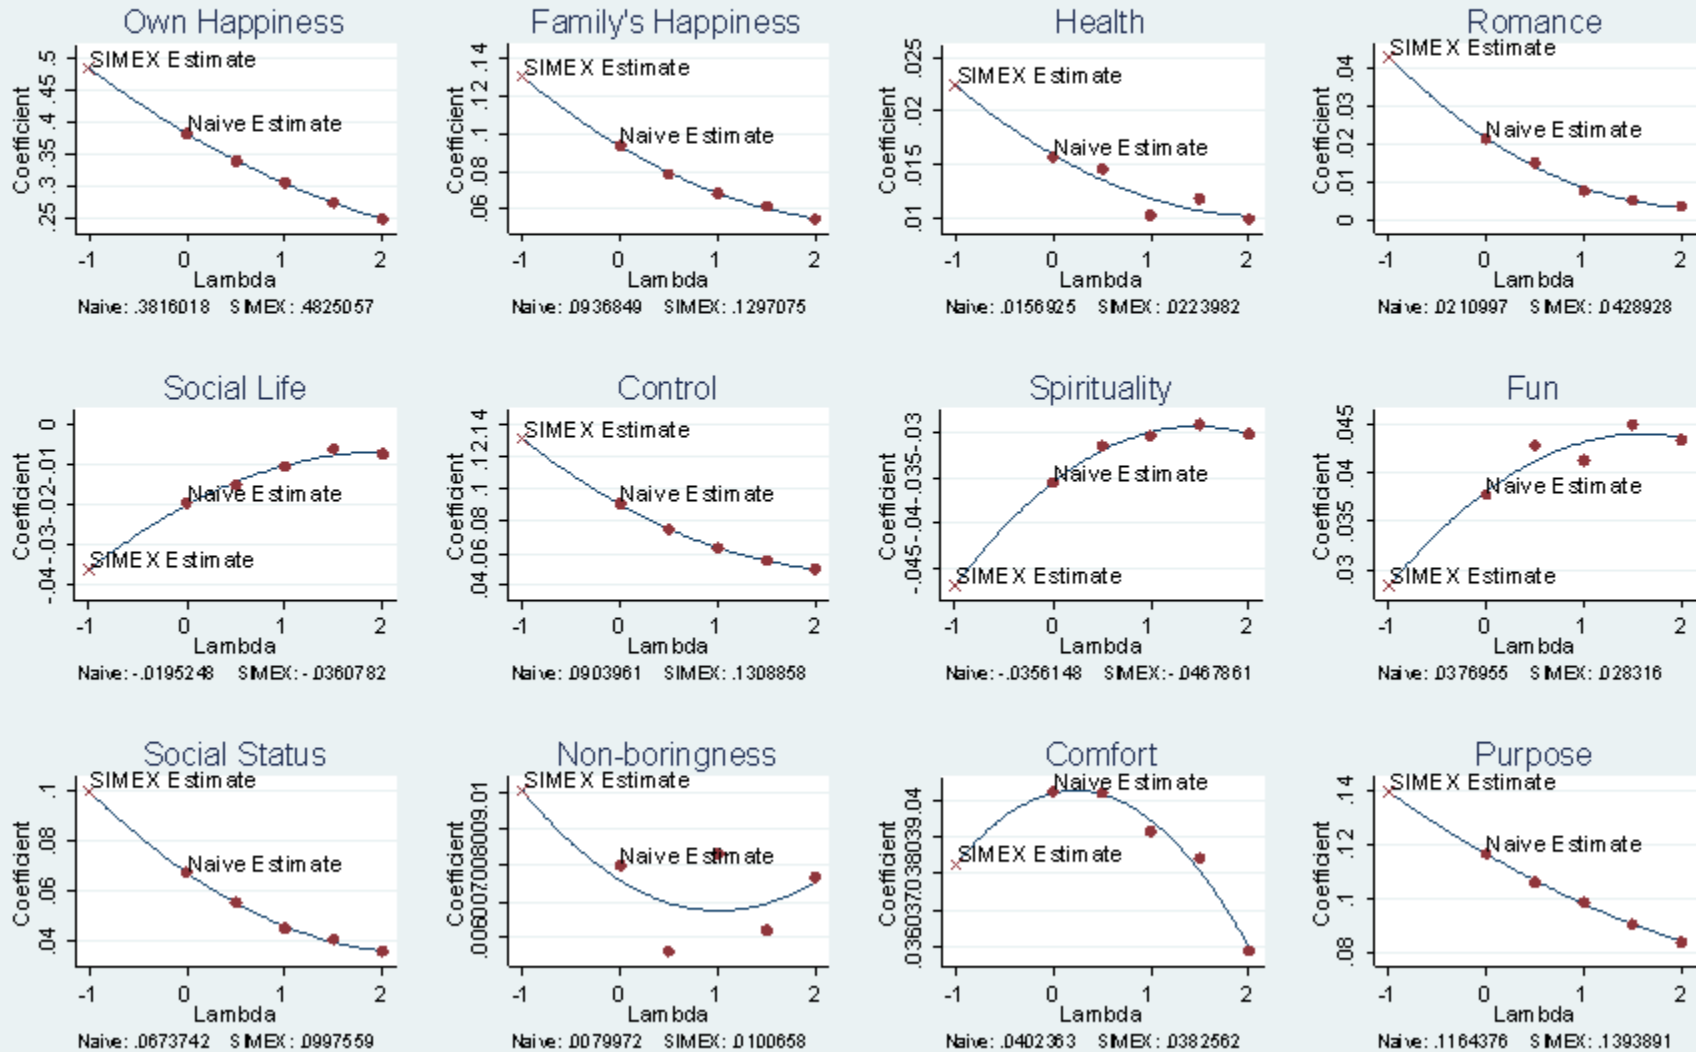 Own Happiness
Coefficient
.25 .3 .35 .4 .45 .5
SIMEX Estimate
Naive Estimate
-1 0 1 2
Lambda
Naive: .3816018 SIMEX: .4825057
Family's Happiness
Coefficient
.06 .08 .1 .12 .14
SIMEX Estimate
Naive Estimate
-1 0 1 2
Lambda
Naive: .0936849 SIMEX: .1297075
Health
Coefficient
.01 .015 .02 .025
SIMEX Estimate
Naive Estimate
-1 0 1 2
Lambda
Naive: .0156925 SIMEX: .0223982
Romance
Coefficient
0 .01 .02 .03 .04
SIMEX Estimate
Naive Estimate
-1 0 1 2
Lambda
Naive: .0210997 SIMEX: .0428928
Social Life
Coefficient
-.04 -.03 -.02 -.01 0
Naive Estimate
SIMEX Estimate
-1 0 1 2
Lambda
Naive: -.0195248 SIMEX: -.0360782
Control
Coefficient
.04 .06 .08 .1 .12 .14
SIMEX Estimate
Naive Estimate
-1 0 1 2
Lambda
Naive: .0903961 SIMEX: .1308858
Spirituality
Coefficient
-.045 -.04 -.035 -.03
Naive Estimate
SIMEX Estimate
-1 0 1 2
Lambda
Naive: -.0356148 SIMEX: -.0467861
Fun
Coefficient
.03 .035 .04 .045
Naive Estimate
SIMEX Estimate
-1 0 1 2
Lambda
Naive: .0376955 SIMEX: .028316
Social Status
Coefficient
.04 .06 .08 .1
SIMEX Estimate
Naive Estimate
-1 0 1 2
Lambda
Naive: .0673742 SIMEX: .0997559
Non-boringness
Coefficient
.006 .007 .008 .009 .01
Naive Estimate
-1 0 1 2
Lambda
Naive: .0079972 SIMEX: .0100658
Comfort
Coefficient
.036 .037 .038 .039 .04
Naive Estimate
SIMEX Estimate
-1 0 1 2
Lambda
Naive: .0402363 SIMEX: .0382562
Purpose
Coefficient
.08 .1 .12 .14
SIMEX Estimate
Naive Estimate
-1 0 1 2
Lambda
Naive: .1164376 SIMEX: .1393891